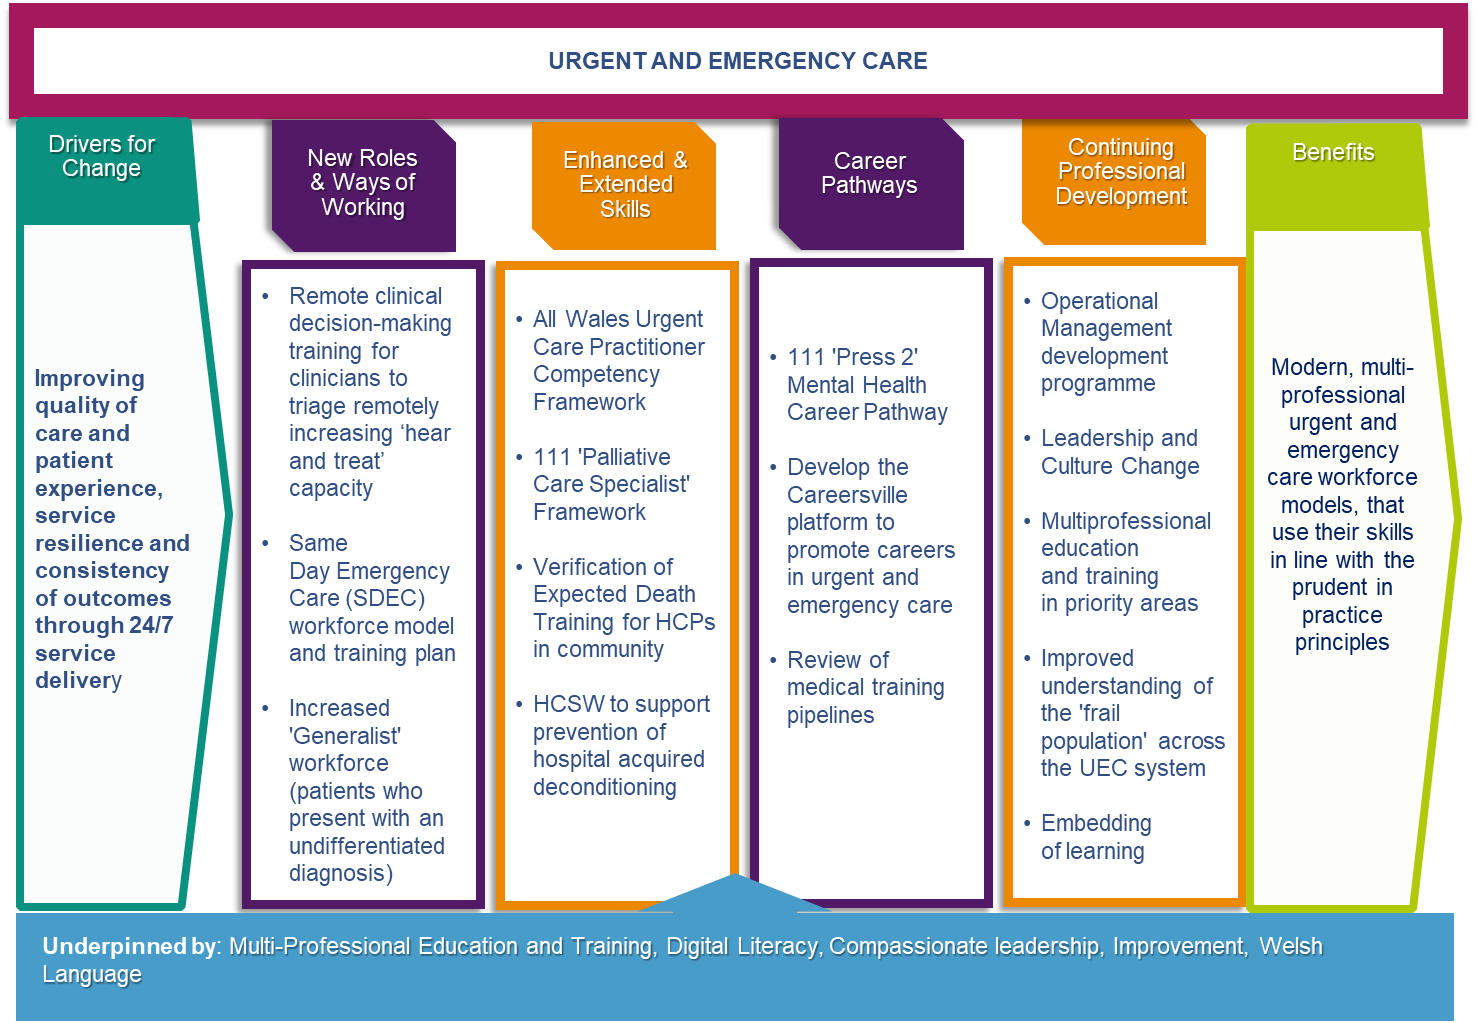 URGENT AND EMERGENCY CARE
Drivers for
Change
Improving
quality of
care and
patient
experience,
service
resilience and
consistency
of outcomes
through 24/7
service
delivery
New Roles
& Ways of
Working
• Remote clinical
decision-making
training for
clinicians to
triage remotely
increasing ‘hear
and treat’
capacity
• Same
Day Emergency
Care (SDEC)
workforce model
and training plan
• Increased
'Generalist'
workforce
(patients who
present with an
undifferentiated
diagnosis)
Enhanced &
Extended
Skills
• All Wales Urgent
Care Practitioner
Competency
Framework
• 111 'Palliative
Care Specialist'
Framework
• Verification of
Expected Death
Training for HCPs
in community
• HCSW to support
prevention of
hospital acquired
deconditioning
Career
Pathways
• 111 'Press 2'
Mental Health
Career Pathway
• Develop the
Careersville
platform to
promote careers
in urgent and
emergency care
• Review of
medical training
pipelines
Continuing
Professional
Development
• Operational
Management
development
programme
• Leadership and
Culture Change
• Multiprofessional
education
and training
in priority areas
• Improved
understanding of
the 'frail
population' across
the UEC system
• Embedding
of learning
Benefits
Modern, multi-
professional
urgent and
emergency
care workforce
models, that
use their skills
in line with the
prudent in
practice
principles
Underpinned by: Multi-Professional Education and Training, Digital Literacy, Compassionate leadership, Improvement, Welsh
Language